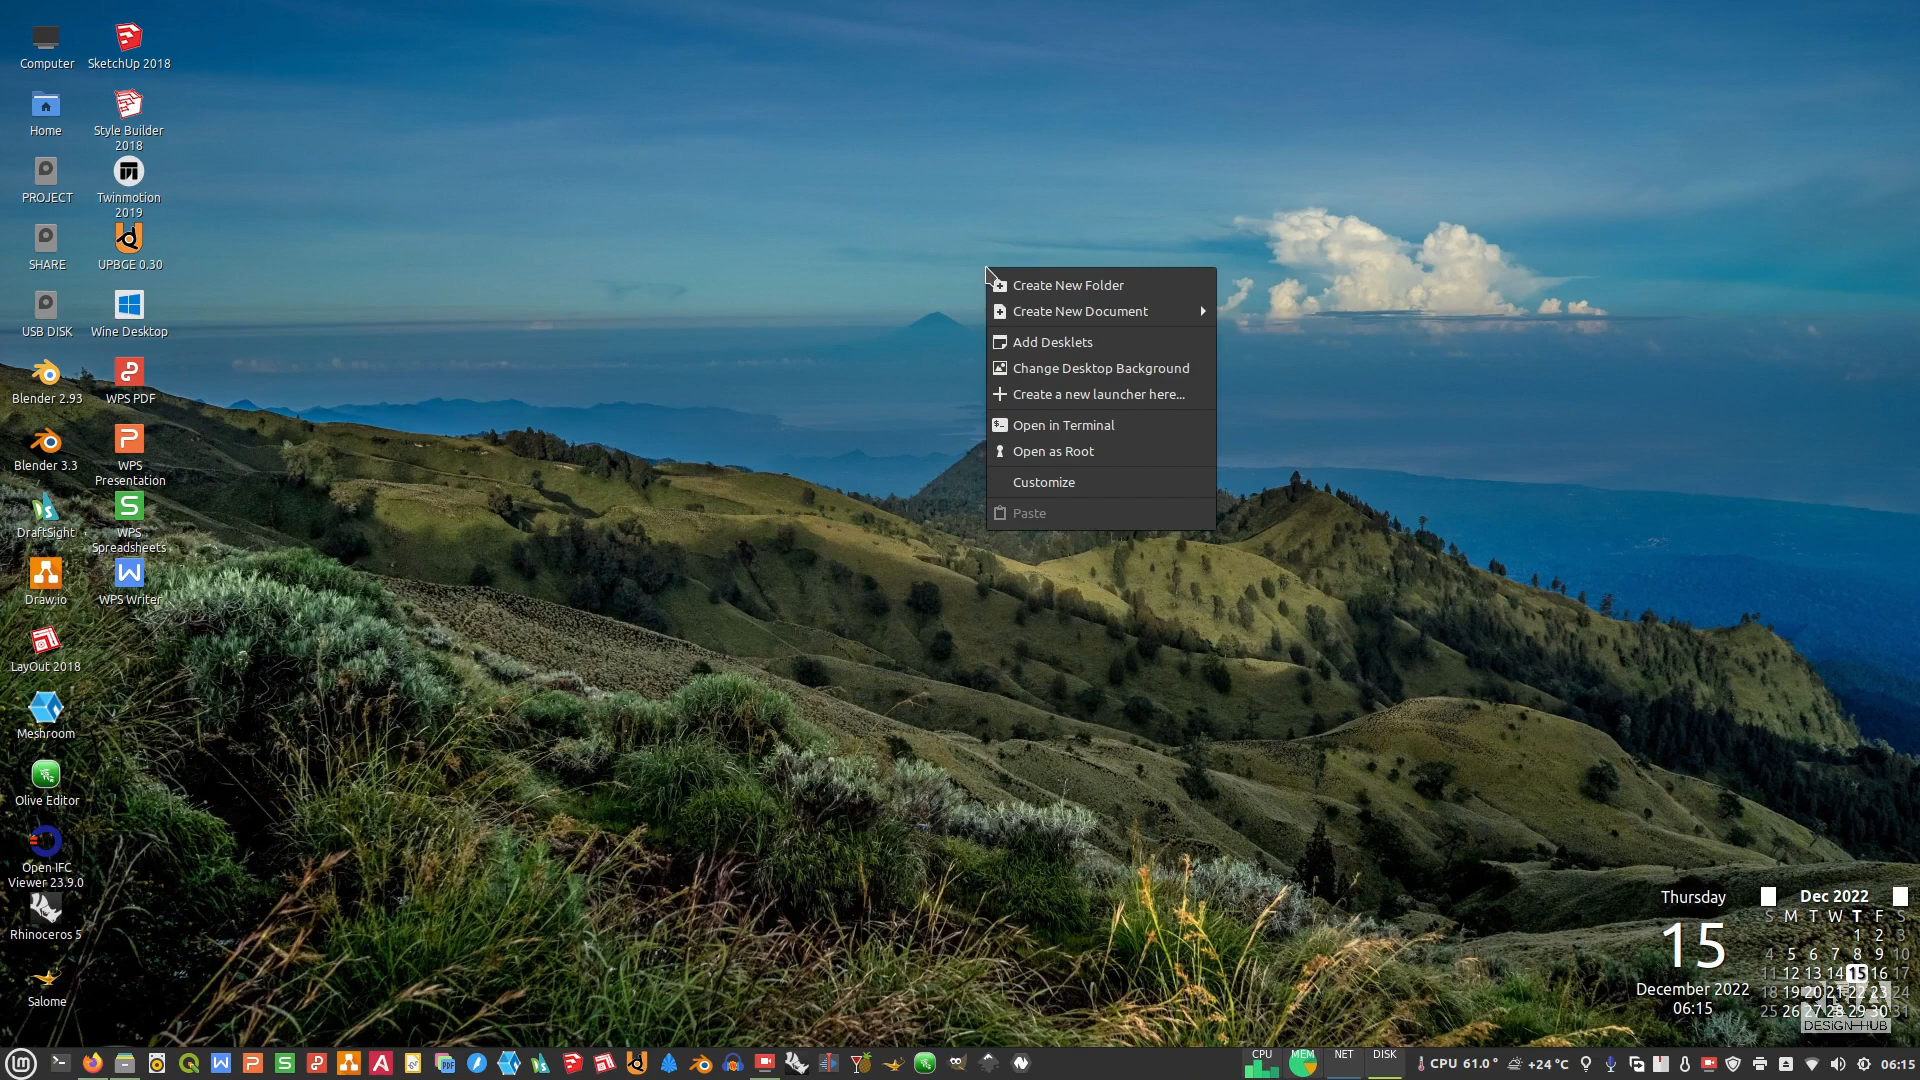 Computer
SketchUp 2018
Home
Style Builder
2018
PROJECT
Twinmotion
2019
SHARE
UPBGE 0.30
USB DISK
Wine Desktop
Blender 2.93
WPS PDF
Blender 3.3
WPS
Presentation
DraftSight
WPS
Spreadsheets
Draw.io
WPS Writer
LayOut 2018
Meshroom
Olive Editor
Open IFC
Viewer 23.9.0
Rhinoceros 5
Salome
Create New Folder
Create New Document
Add Desklets
Change Desktop Background
Create a new launcher here...
Open in Terminal
Open as Root
Customize
Paste
Thursday
15
December 2022
06:15
Dec 2022
S M T W T F S
1 2 3
4 5 6 7 8 9 10
11 12 13 14 15 16 17
18 19 20 21 22 23 24
25 26 27 28 29 30 31
DESIGN-HUB
CPU
MEM
NET
DISK
CPU 61.0°
+24 °C
06:15